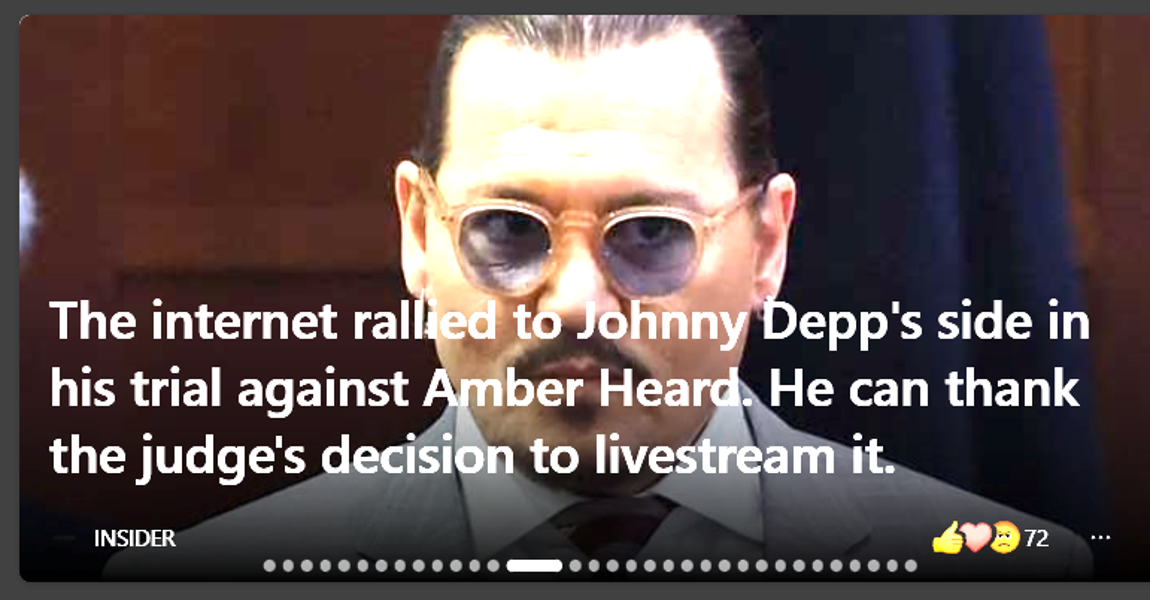 The internet rallied to Johnny Depp's side in
his trial against Amber Heard. He can thank
the judge's decision to livestream it.
INSIDER
72